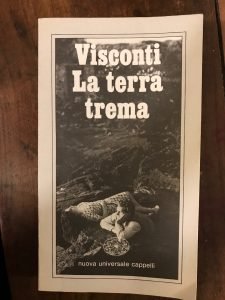 Visconti
La terra
trema
nuova universale cappelli